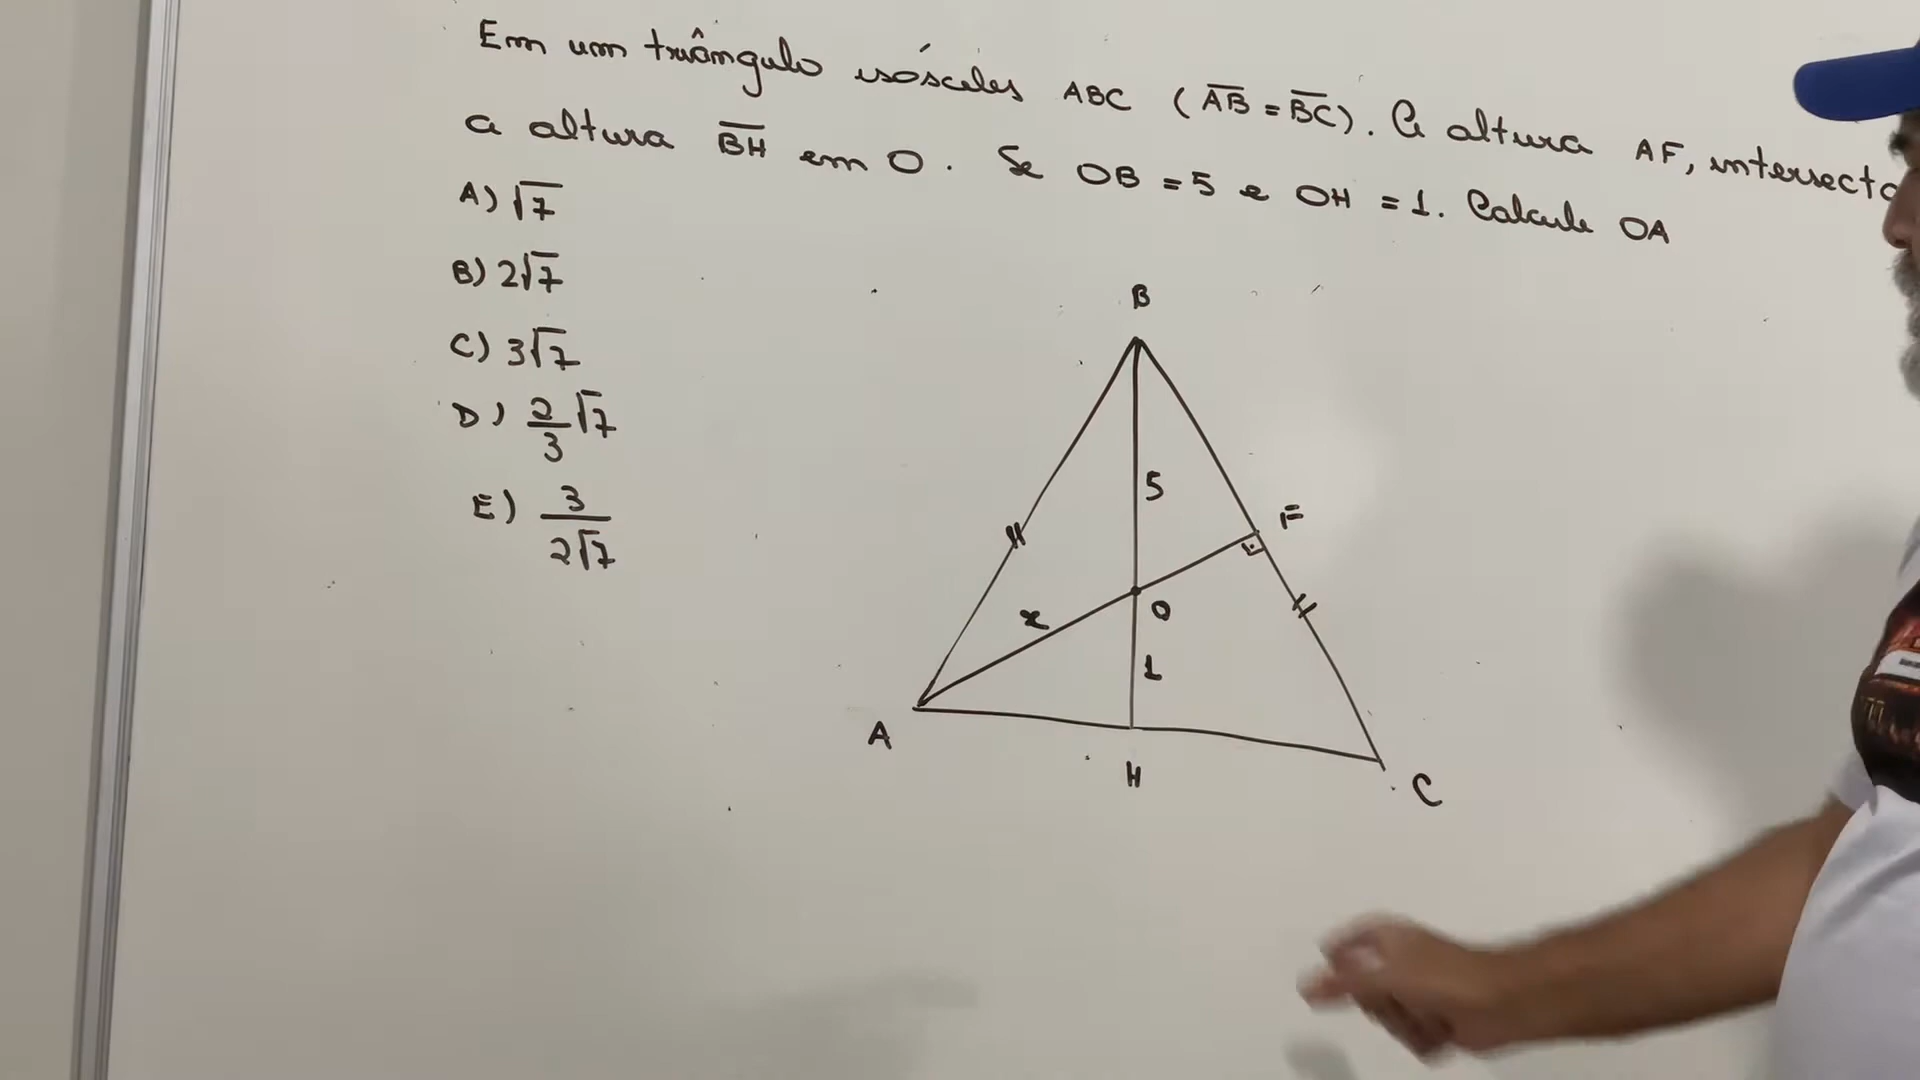 Em um triângulo isósceles ABC (AB = BC). A altura AF, intersecta
a altura BH em O. Se OB = 5 e OH = 1. Calcule OA
A) √7
B) 2√7
C) 3√7
D) 2/3 √7
E) 3/2√7
B
5
F
x
O
1
A
H
C